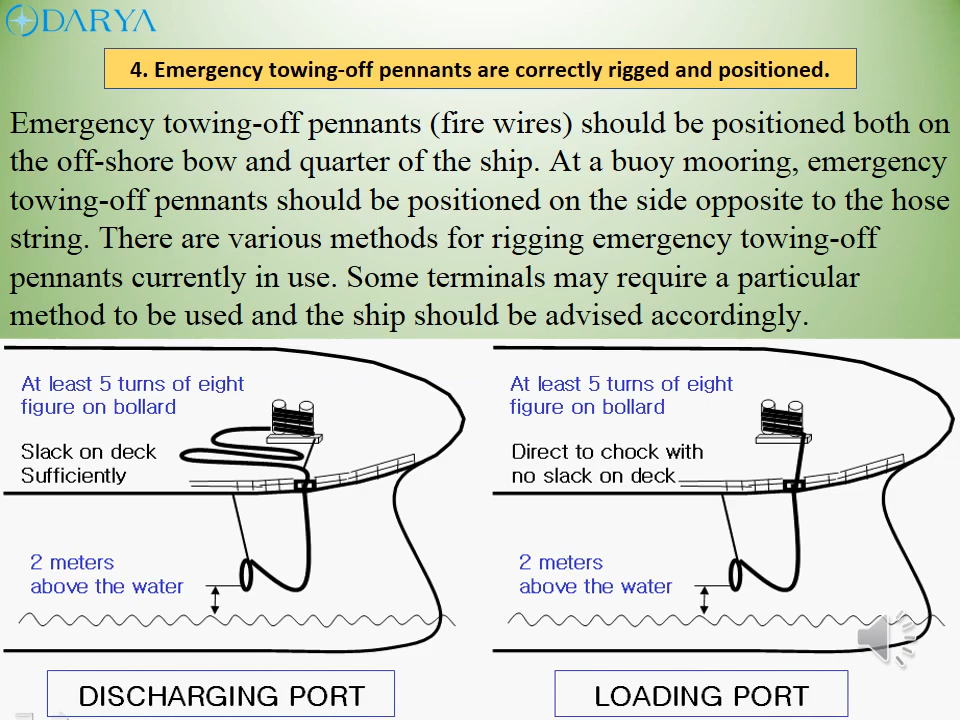 DARYA
4. Emergency towing-off pennants are correctly rigged and positioned.
Emergency towing-off pennants (fire wires) should be positioned both on
the off-shore bow and quarter of the ship. At a buoy mooring, emergency
towing-off pennants should be positioned on the side opposite to the hose
string. There are various methods for rigging emergency towing-off
pennants currently in use. Some terminals may require a particular
method to be used and the ship should be advised accordingly.
At least 5 turns of eight
figure on bollard
Slack on deck
Sufficiently
2 meters
above the water
DISCHARGING PORT
At least 5 turns of eight
figure on bollard
Direct to chock with
no slack on deck
2 meters
above the water
LOADING PORT